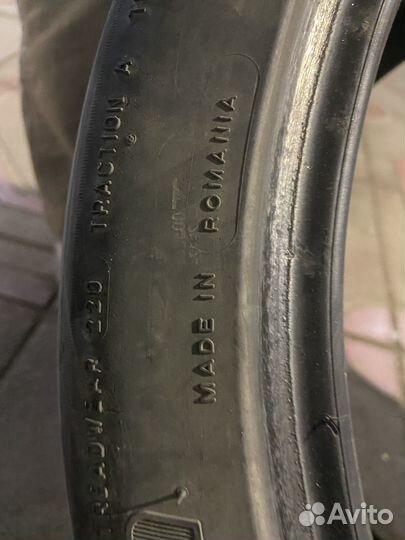 TREADWEAR 220 TRACTION A T
MADE IN ROMANIA
Avito